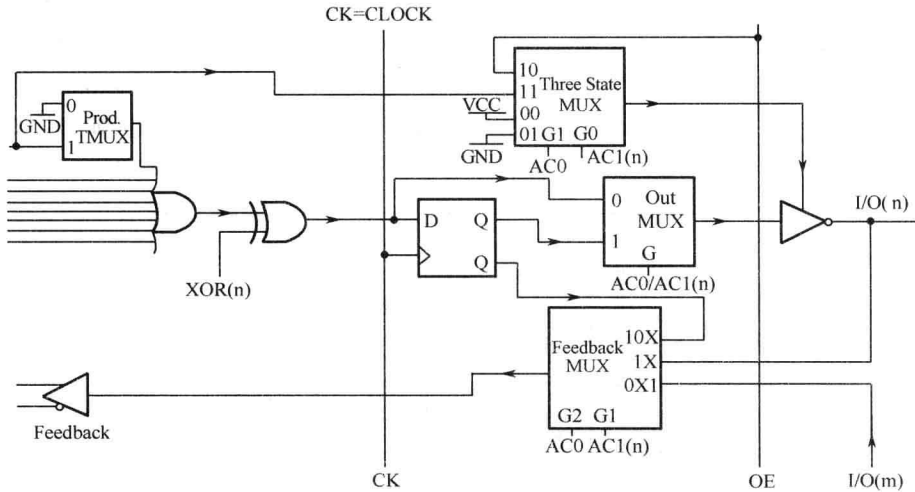 CK=CLOCK
10
11
Three State
MUX
VCC
00
01 G1 G0
GND
AC0
AC1(n)
0
Prod.
TMUX
GND
1
0
Out
MUX
1
G
AC0/AC1(n)
I/O( n)
D Q
Q
XOR(n)
10X
Feedback
MUX
1X
0X1
G2 G1
AC0 AC1(n)
Feedback
CK
OE
I/O(m)